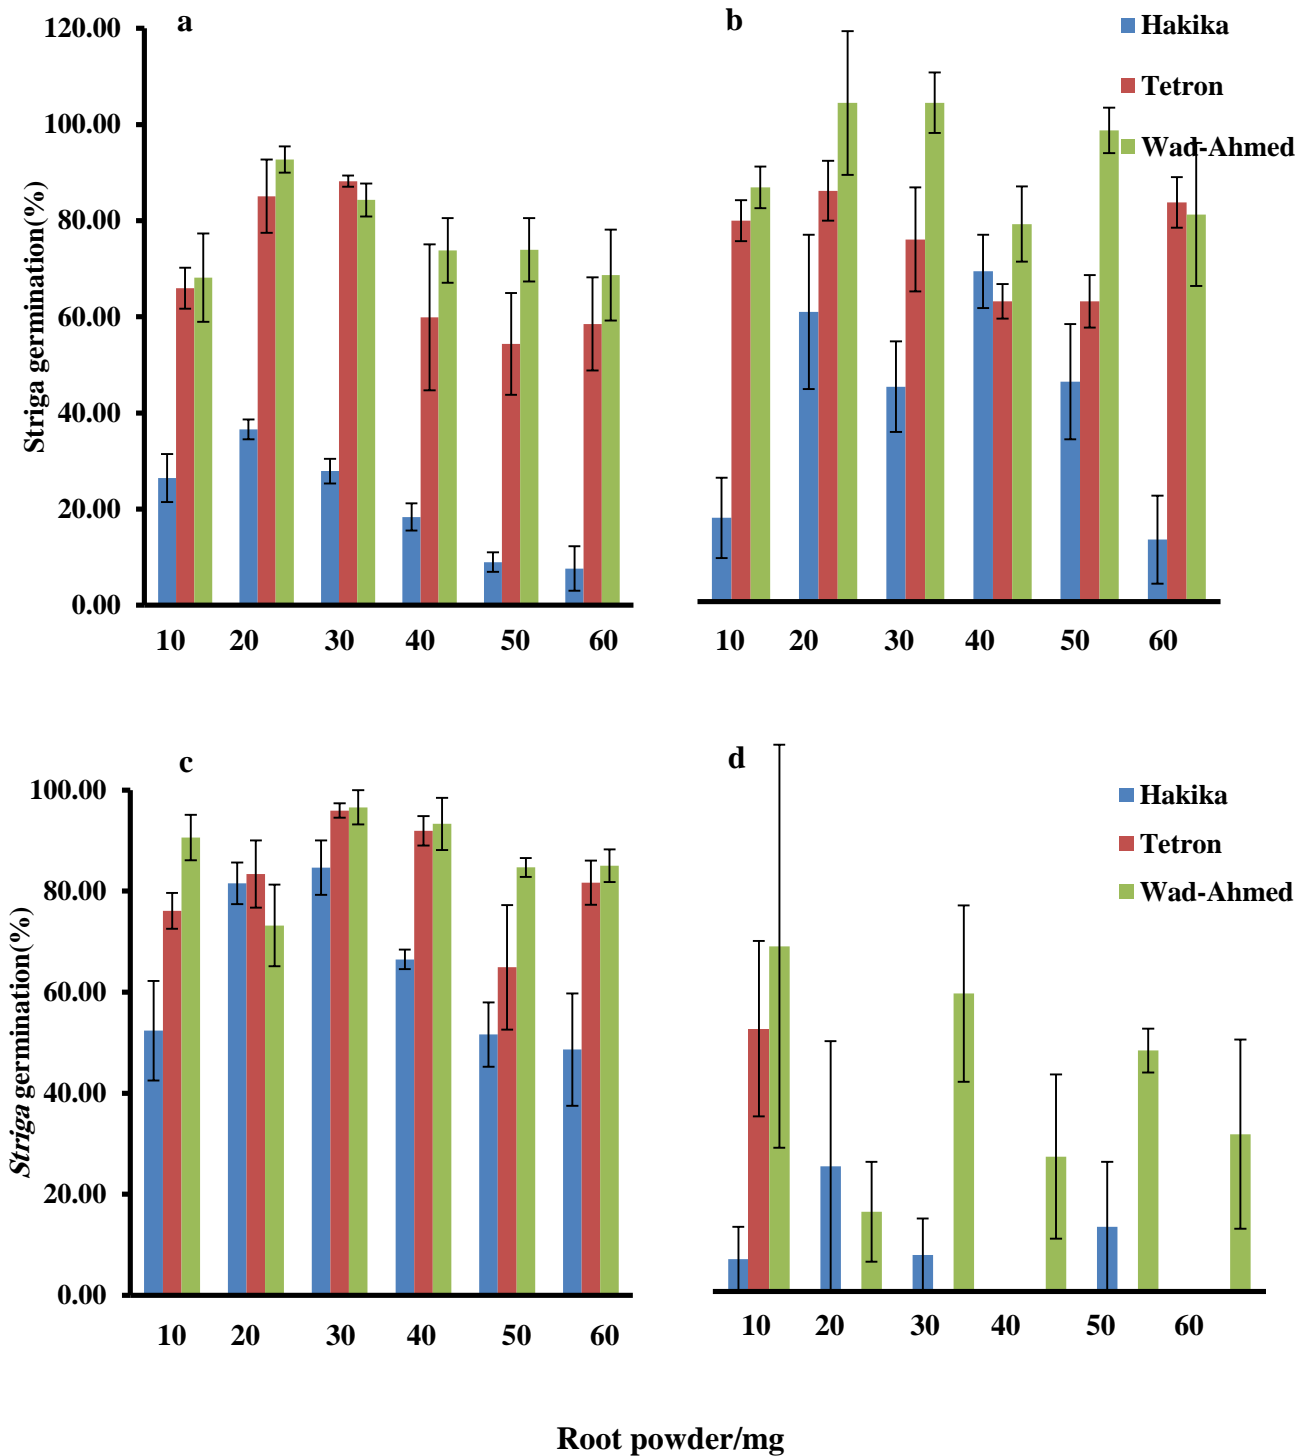 a
b
Hakika
Tetron
Wad-Ahmed
Striga germination(%)
120.00
100.00
80.00
60.00
40.00
20.00
0.00
10 20 30 40 50 60
10 20 30 40 50 60
c
d
Hakika
Tetron
Wad-Ahmed
Striga germination(%)
100.00
80.00
60.00
40.00
20.00
0.00
10 20 30 40 50 60
10 20 30 40 50 60
Root powder/mg